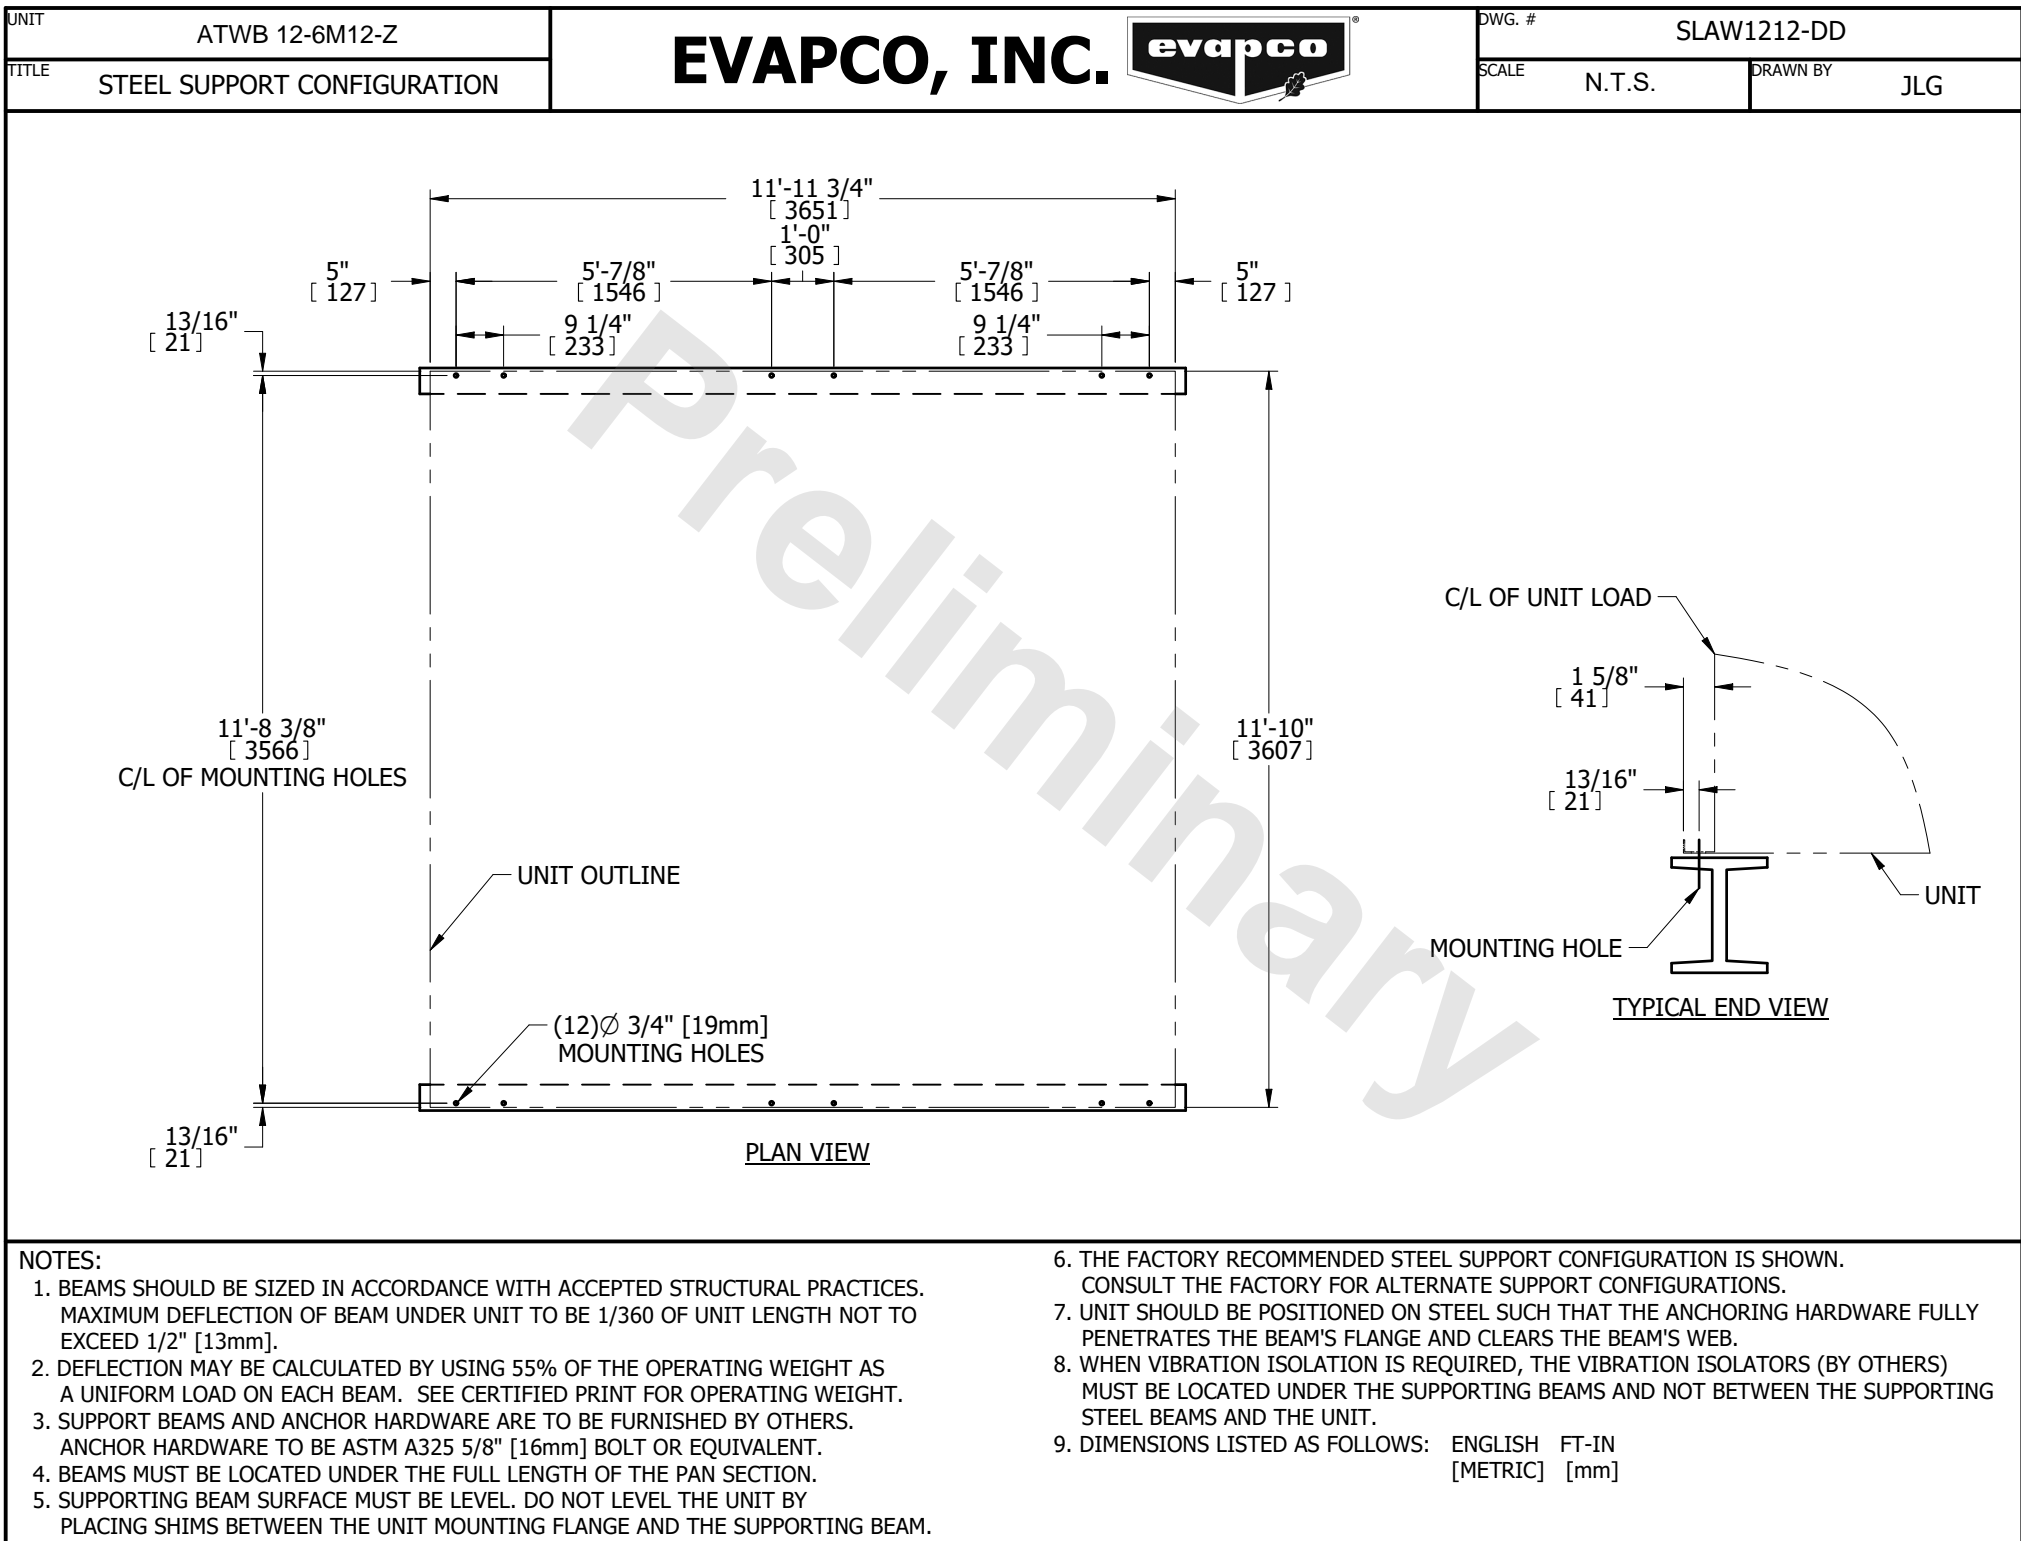 UNIT
ATWB 12-6M12-Z
TITLE
STEEL SUPPORT CONFIGURATION
EVAPCO, INC.
evapco
®
DWG. #
SLAW1212-DD
SCALE
N.T.S.
DRAWN BY
JLG
11'-11 3/4"
[ 3651]
1'-0"
[ 305 ]
5"
[ 127]
5'-7/8"
[ 1546 ]
5'-7/8"
[ 1546 ]
5"
[ 127 ]
13/16"
[ 21]
9 1/4"
[ 233]
9 1/4"
[ 233 ]
11'-8 3/8"
[ 3566]
C/L OF MOUNTING HOLES
11'-10"
[ 3607]
UNIT OUTLINE
(12)∅ 3/4" [19mm]
MOUNTING HOLES
13/16"
[ 21]
PLAN VIEW
C/L OF UNIT LOAD
1 5/8"
[ 41]
13/16"
[ 21]
UNIT
MOUNTING HOLE
TYPICAL END VIEW
Preliminary
NOTES:
1. BEAMS SHOULD BE SIZED IN ACCORDANCE WITH ACCEPTED STRUCTURAL PRACTICES.
MAXIMUM DEFLECTION OF BEAM UNDER UNIT TO BE 1/360 OF UNIT LENGTH NOT TO
EXCEED 1/2" [13mm].
2. DEFLECTION MAY BE CALCULATED BY USING 55% OF THE OPERATING WEIGHT AS
A UNIFORM LOAD ON EACH BEAM. SEE CERTIFIED PRINT FOR OPERATING WEIGHT.
3. SUPPORT BEAMS AND ANCHOR HARDWARE ARE TO BE FURNISHED BY OTHERS.
ANCHOR HARDWARE TO BE ASTM A325 5/8" [16mm] BOLT OR EQUIVALENT.
4. BEAMS MUST BE LOCATED UNDER THE FULL LENGTH OF THE PAN SECTION.
5. SUPPORTING BEAM SURFACE MUST BE LEVEL. DO NOT LEVEL THE UNIT BY
PLACING SHIMS BETWEEN THE UNIT MOUNTING FLANGE AND THE SUPPORTING BEAM.
6. THE FACTORY RECOMMENDED STEEL SUPPORT CONFIGURATION IS SHOWN.
CONSULT THE FACTORY FOR ALTERNATE SUPPORT CONFIGURATIONS.
7. UNIT SHOULD BE POSITIONED ON STEEL SUCH THAT THE ANCHORING HARDWARE FULLY
PENETRATES THE BEAM'S FLANGE AND CLEARS THE BEAM'S WEB.
8. WHEN VIBRATION ISOLATION IS REQUIRED, THE VIBRATION ISOLATORS (BY OTHERS)
MUST BE LOCATED UNDER THE SUPPORTING BEAMS AND NOT BETWEEN THE SUPPORTING
STEEL BEAMS AND THE UNIT.
9. DIMENSIONS LISTED AS FOLLOWS: ENGLISH FT-IN
[METRIC] [mm]